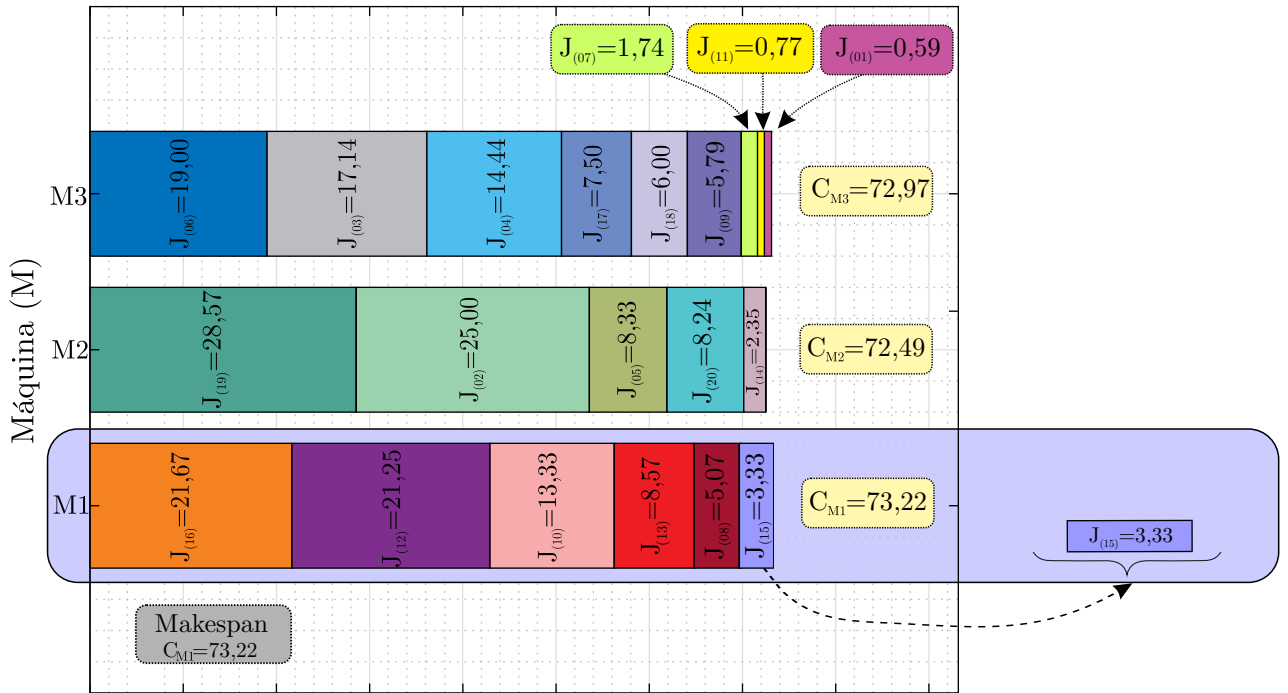 J(07)=1,74
J(11)=0,77
J(01)=0,59
Máquina (M)
M3
J(06)=19,00
J(03)=17,14
J(04)=14,44
J(17)=7,50
J(18)=6,00
J(09)=5,79
CM3=72,97
M2
J(19)=28,57
J(02)=25,00
J(05)=8,33
J(20)=8,24
J(14)=2,35
CM2=72,49
M1
J(16)=21,67
J(12)=21,25
J(10)=13,33
J(13)=8,57
J(08)=5,07
J(15)=3,33
CM1=73,22
J(15)=3,33
Makespan
CM1=73,22